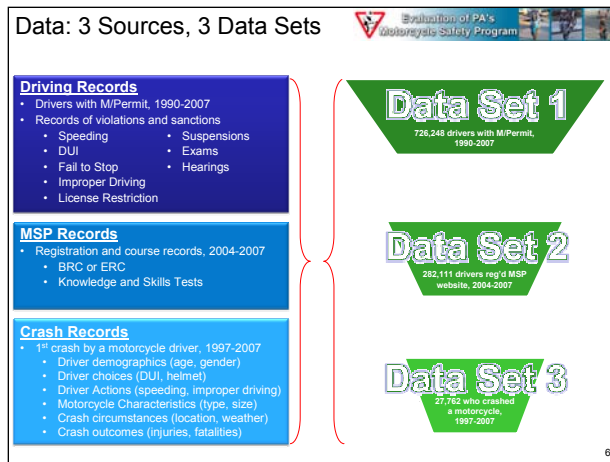 Data: 3 Sources, 3 Data Sets
Evaluation of PA's
Motorcycle Safety Program
Driving Records
• Drivers with M/Permit, 1990-2007
• Records of violations and sanctions
• Speeding
• DUI
• Fail to Stop
• Improper Driving
• License Restriction
• Suspensions
• Exams
• Hearings
MSP Records
• Registration and course records, 2004-2007
• BRC or ERC
• Knowledge and Skills Tests
Crash Records
• 1st crash by a motorcycle driver, 1997-2007
• Driver demographics (age, gender)
• Driver choices (DUI, helmet)
• Driver Actions (speeding, improper driving)
• Motorcycle Characteristics (type, size)
• Crash circumstances (location, weather)
• Crash outcomes (injuries, fatalities)
Data Set 1
726,248 drivers with M/Permit,
1990-2007
Data Set 2
282,111 drivers reg'd MSP
website, 2004-2007
Data Set 3
27,762 who crashed
a motorcycle,
1997-2007
6